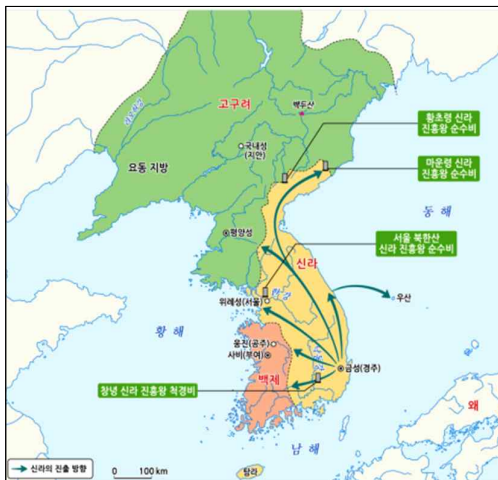 고구려
백두산
황초령 신라
진흥왕 순수비
국내성
(지안)
요동 지방
마운령 신라
진흥왕 순수비
동 해
평양성
서울 북한산
신라 진흥왕 순수비
신라
한강
위례성(서울)
우산
황 해
웅진(공주)
사비(부여)
백제
금성(경주)
창녕 신라 진흥왕 척경비
왜
남 해
신라의 진출 방향
0 100 km
탐라